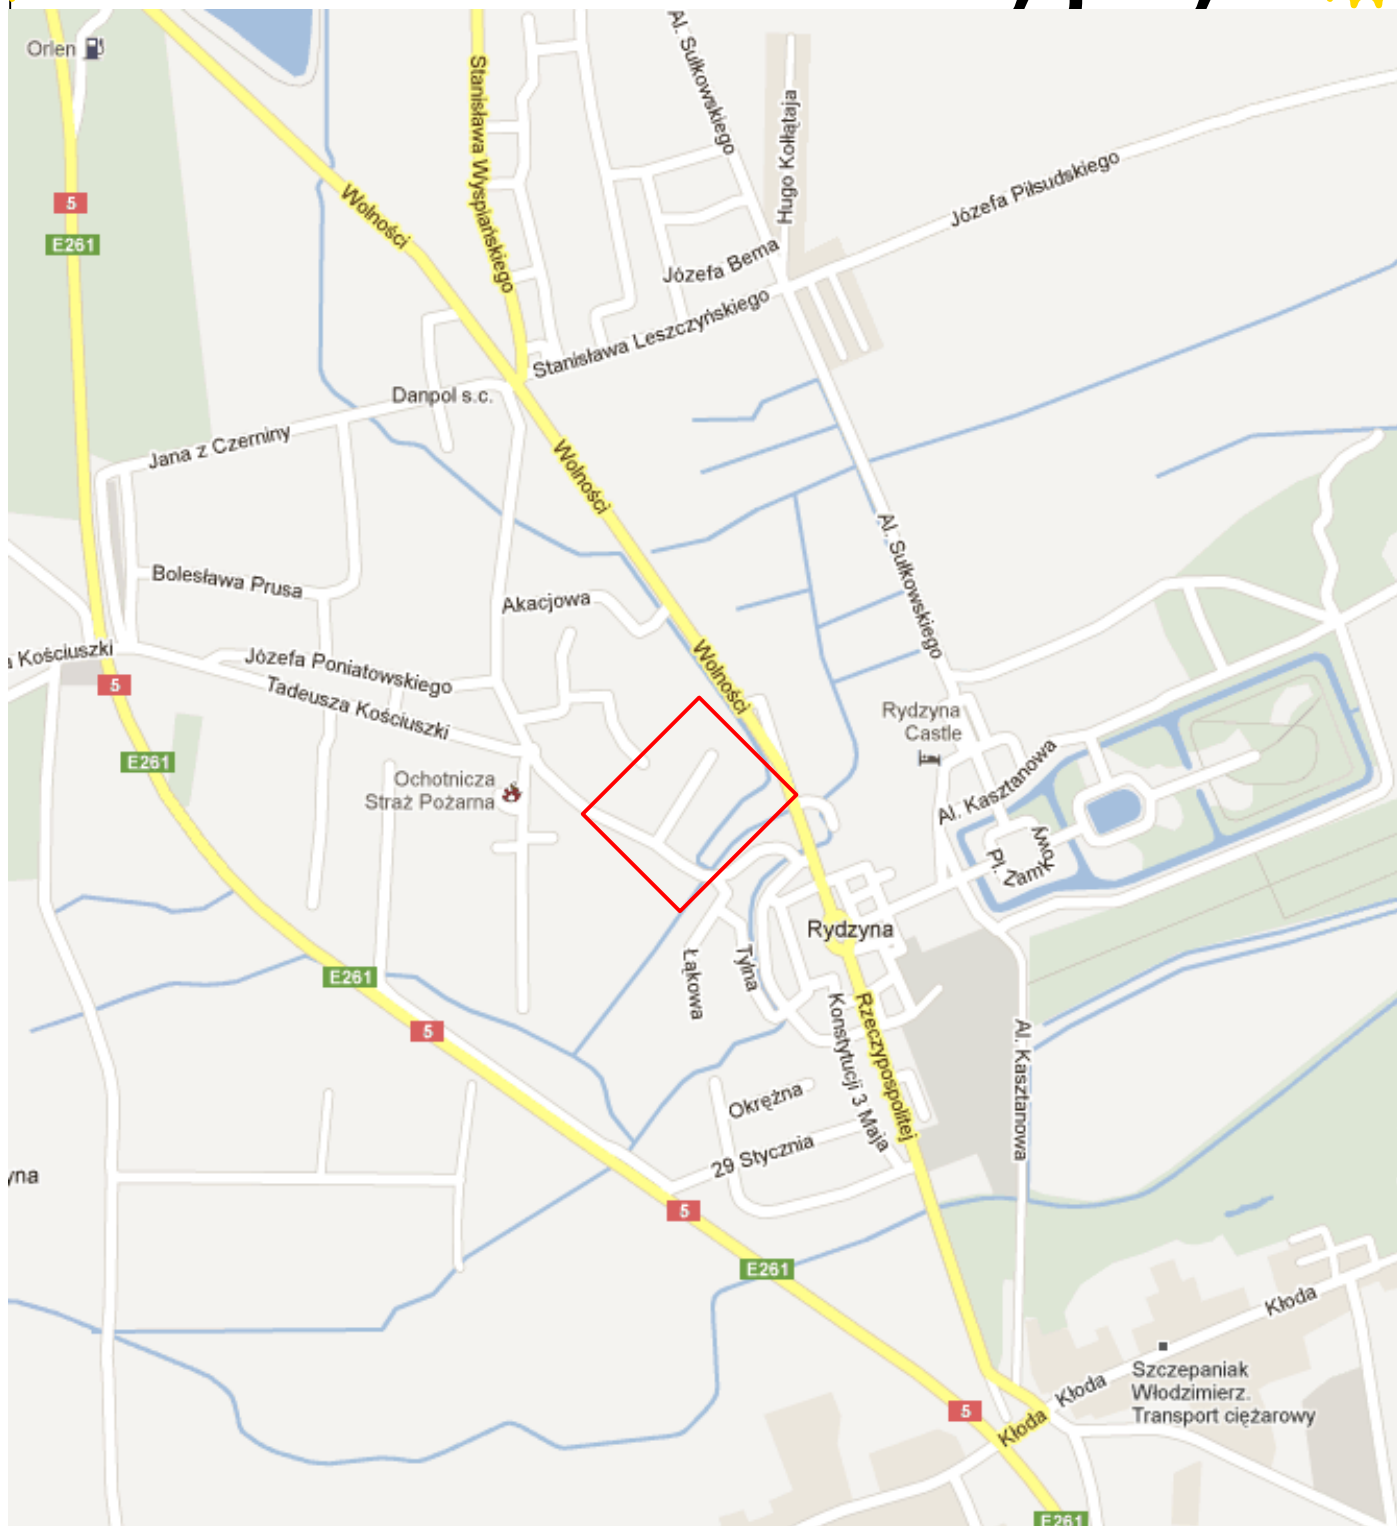 Orlen
Al. Sułkowskiego
Hugo Kołłątaja
Stanisława Wyspiańskiego
Wolności
5
E261
Józefa Piłsudskiego
Józefa Bema
Stanisława Leszczyńskiego
Danpol s.c.
Jana z Czerniny
Wolności
Al. Sułkowskiego
Bolesława Prusa
Akacjowa
a Kościuszki
Józefa Poniatowskiego
Tadeusza Kościuszki
Wolności
5
Rydzyna
Castle
E261
Al. Kasztanowa
Ochotnicza
Straż Pożarna
Pl. Zamkowy
Rydzyna
Łąkowa
Tylna
E261
5
Konstytucji 3 Maja
Rzeczypospolitej
Al. Kasztanowa
Okrężna
29 Stycznia
yna
5
E261
Kłoda
Szczepaniak
Włodzimierz.
Transport ciężarowy
Kłoda
5
Kłoda
E261